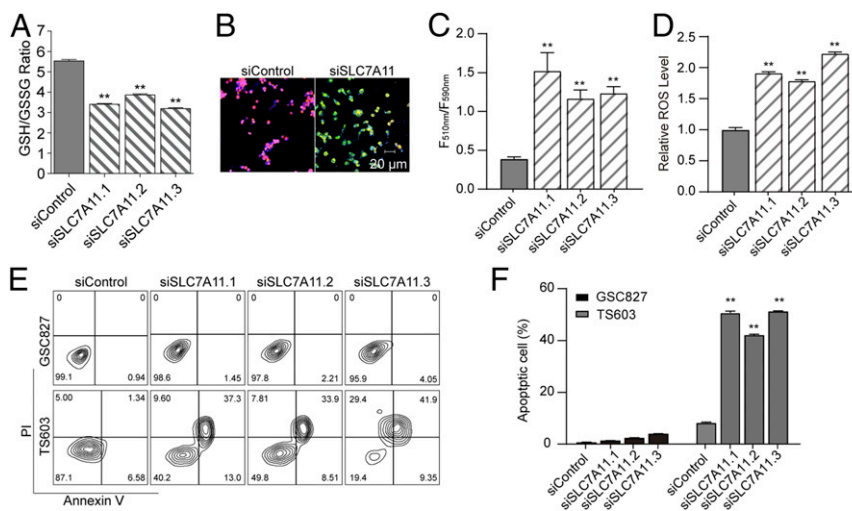 A
GSH/GSSG Ratio
7
6
5
4
3
2
1
0
**
**
**
siControl
siSLC7A11.1
siSLC7A11.2
siSLC7A11.3
B
siControl
siSLC7A11
20 µm
C
F510nm/F590nm
2.0
1.5
1.0
0.5
0.0
**
**
**
siControl
siSLC7A11.1
siSLC7A11.2
siSLC7A11.3
D
Relative ROS Level
2.5
2.0
1.5
1.0
0.5
0.0
**
**
**
siControl
siSLC7A11.1
siSLC7A11.2
siSLC7A11.3
E
siControl siSLC7A11.1 siSLC7A11.2 siSLC7A11.3
GSC827
0 0 0 0 0 0 0 0
99.1 0.94 98.6 1.45 97.8 2.21 95.9 4.05
TS603
5.00 1.34 9.60 37.3 7.81 33.9 29.4 41.9
87.1 6.58 40.2 13.0 49.8 8.51 19.4 9.35
PI
Annexin V
F
Apoptptic cell (%)
60
40
20
0
GSC827
TS603
**
**
**
siControl
siSLC7A11.1
siSLC7A11.2
siSLC7A11.3
siControl
siSLC7A11.1
siSLC7A11.2
siSLC7A11.3